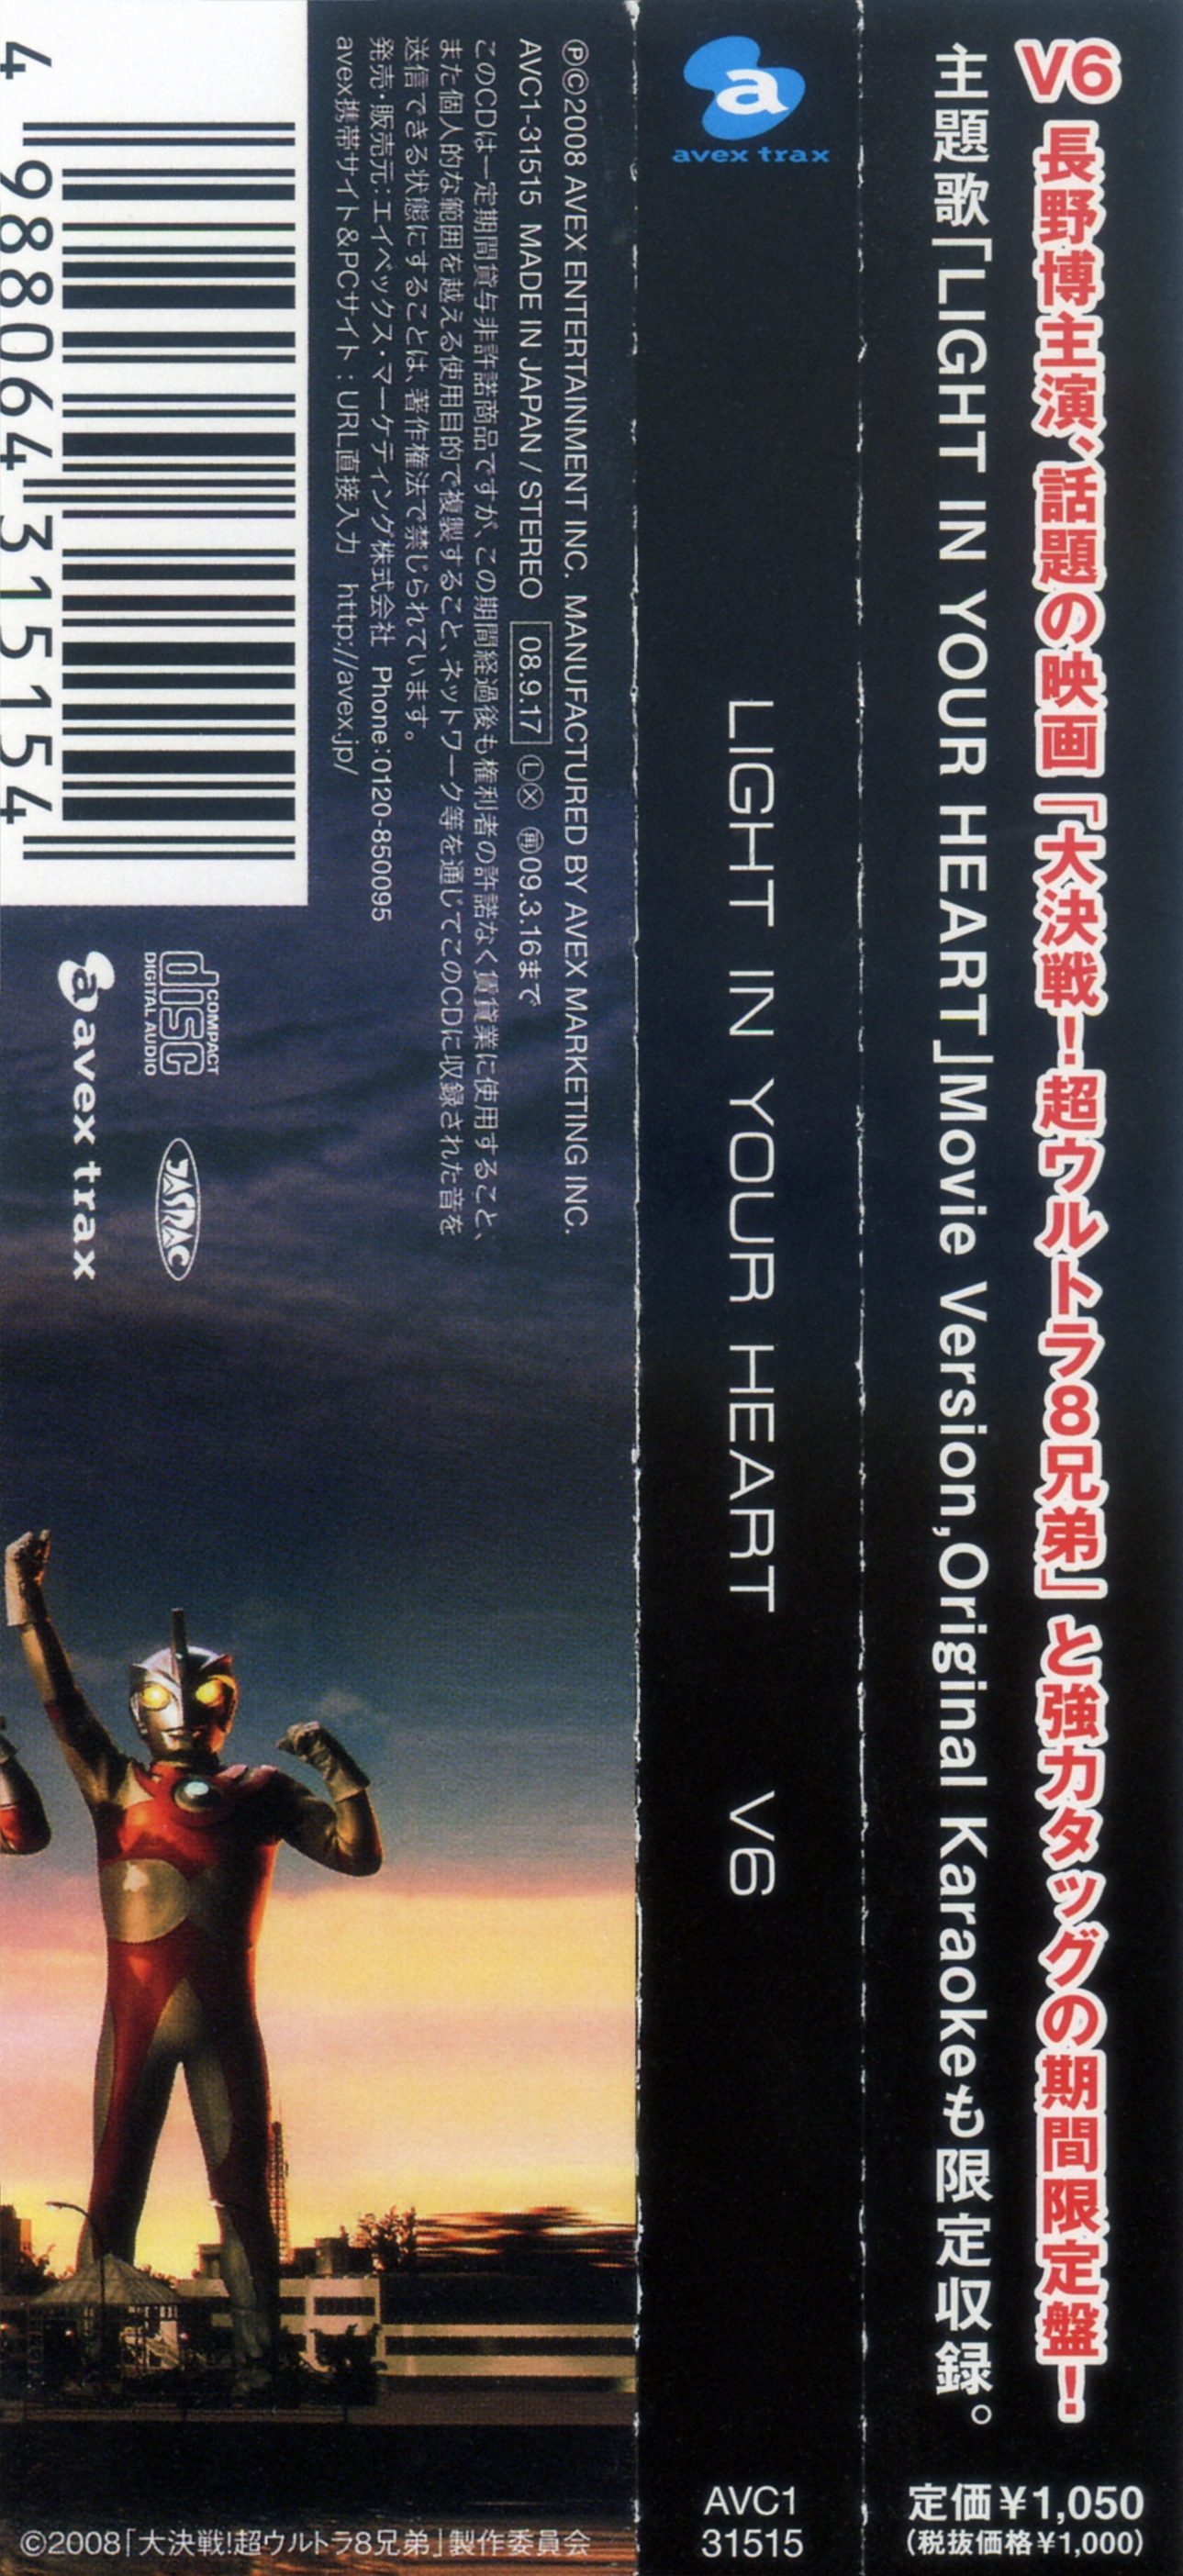 V6 長野博主演、話題の映画『大決戦!超ウルトラ8兄弟』と強力タッグの期間限定盤!
主題歌「LIGHT IN YOUR HEART」Movie Version,Original Karaokeも限定収録。
定価¥1,050
(税抜価格¥1,000)
a
avex trax
LIGHT IN YOUR HEART V6
AVC1
31515
ⓅⒸ2008 AVEX ENTERTAINMENT INC. MANUFACTURED BY AVEX MARKETING INC.
AVC1-31515 MADE IN JAPAN / STEREO 08.9.17 ⓁⓍ ㊢09.3.16まで
このCDは一定期間貸与非許諾商品ですが、この期間経過後も権利者の許諾なく賃貸業に使用すること、
また個人的な範囲を越える使用目的で複製すること、ネットワーク等を通じてこのCDに収録された音を
送信できる状態にすることは、著作権法で禁じられています。
発売・販売元:エイベックス・マーケティング株式会社 Phone:0120-850095
avex携帯サイト&PCサイト:URL直接入力 http://avex.jp/
4 988064 315154
COMPACT
disc
DIGITAL AUDIO
JASRAC
a avex trax
©2008「大決戦!超ウルトラ8兄弟」製作委員会